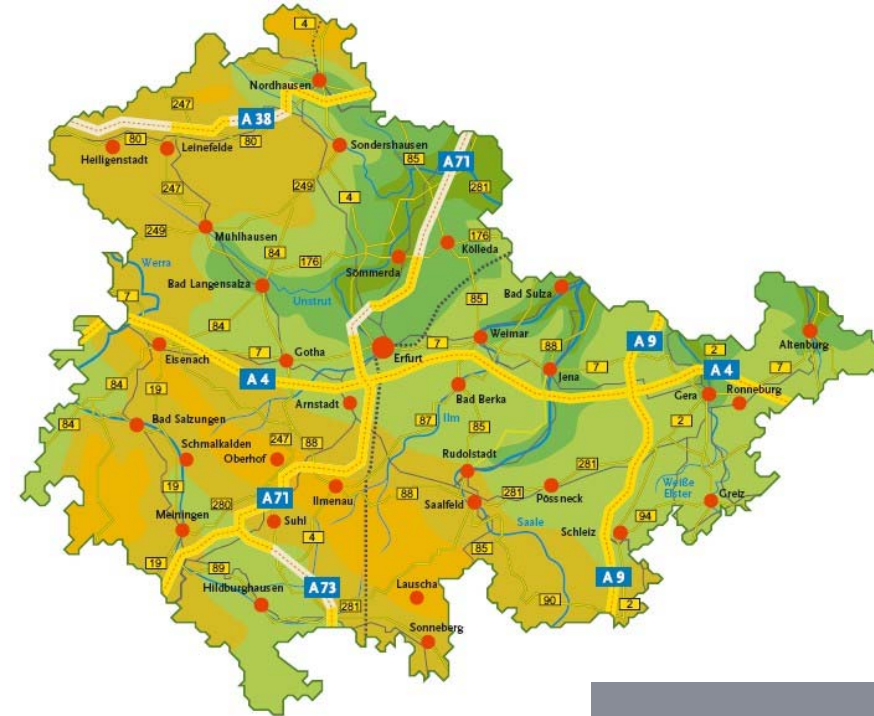 4
Nordhausen
247
A 38
80
80
Heiligenstadt
Leinefelde
Sondershausen
85
A71
281
247
249
4
249
Mühlhausen
84
176
Sömmerda
Kölleda
176
Werra
Bad Langensalza
Unstrut
85
Bad Sulza
7
84
7
Weimar
88
A 9
2
Altenburg
Eisenach
7
Gotha
Erfurt
Jena
7
A 4
7
A 4
84
19
Arnstadt
Bad Berka
Gera
Ronneburg
84
Bad Salzungen
87
Ilm
85
2
Schmalkalden
247
88
Oberhof
Rudolstadt
281
19
280
A71
Ilmenau
88
Saalfeld
281
Pössneck
Weiße
Elster
Greiz
Meiningen
Suhl
4
Saale
Schleiz
94
19
89
85
Hildburghausen
A73
Lauscha
A 9
281
90
2
Sonneberg